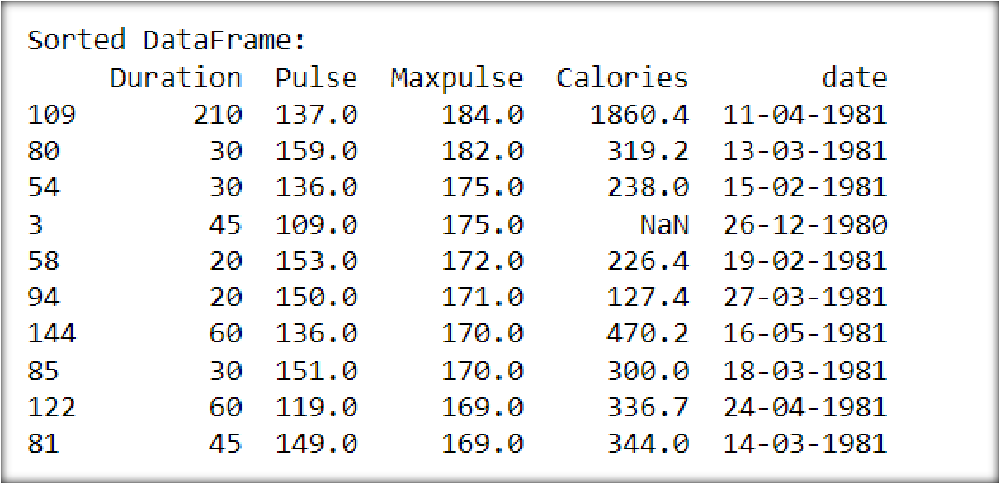 Sorted DataFrame:
     Duration  Pulse  Maxpulse  Calories        date
109       210  137.0     184.0    1860.4  11-04-1981
80         30  159.0     182.0     319.2  13-03-1981
54         30  136.0     175.0     238.0  15-02-1981
3          45  109.0     175.0       NaN  26-12-1980
58         20  153.0     172.0     226.4  19-02-1981
94         20  150.0     171.0     127.4  27-03-1981
144        60  136.0     170.0     470.2  16-05-1981
85         30  151.0     170.0     300.0  18-03-1981
122        60  119.0     169.0     336.7  24-04-1981
81         45  149.0     169.0     344.0  14-03-1981